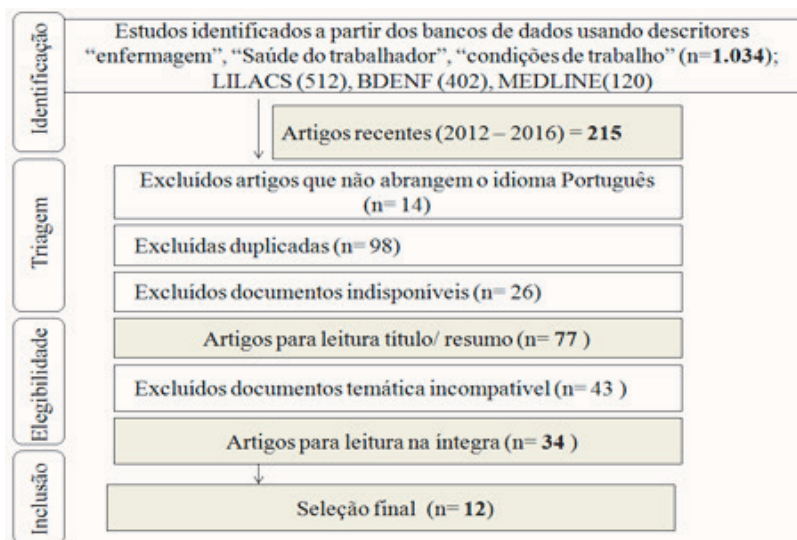 Identificação
Estudos identificados a partir dos bancos de dados usando descritores
“enfermagem”, “Saúde do trabalhador”, “condições de trabalho” (n=1.034);
LILACS (512), BDENF (402), MEDLINE(120)
Artigos recentes (2012 – 2016) = 215
Triagem
Excluídos artigos que não abrangem o idioma Português
(n= 14)
Excluídas duplicadas (n= 98)
Excluídos documentos indisponíveis (n= 26)
Elegibilidade
Artigos para leitura título/ resumo (n= 77 )
Excluídos documentos temática incompatível (n= 43 )
Artigos para leitura na íntegra (n= 34 )
Inclusão
Seleção final (n= 12)